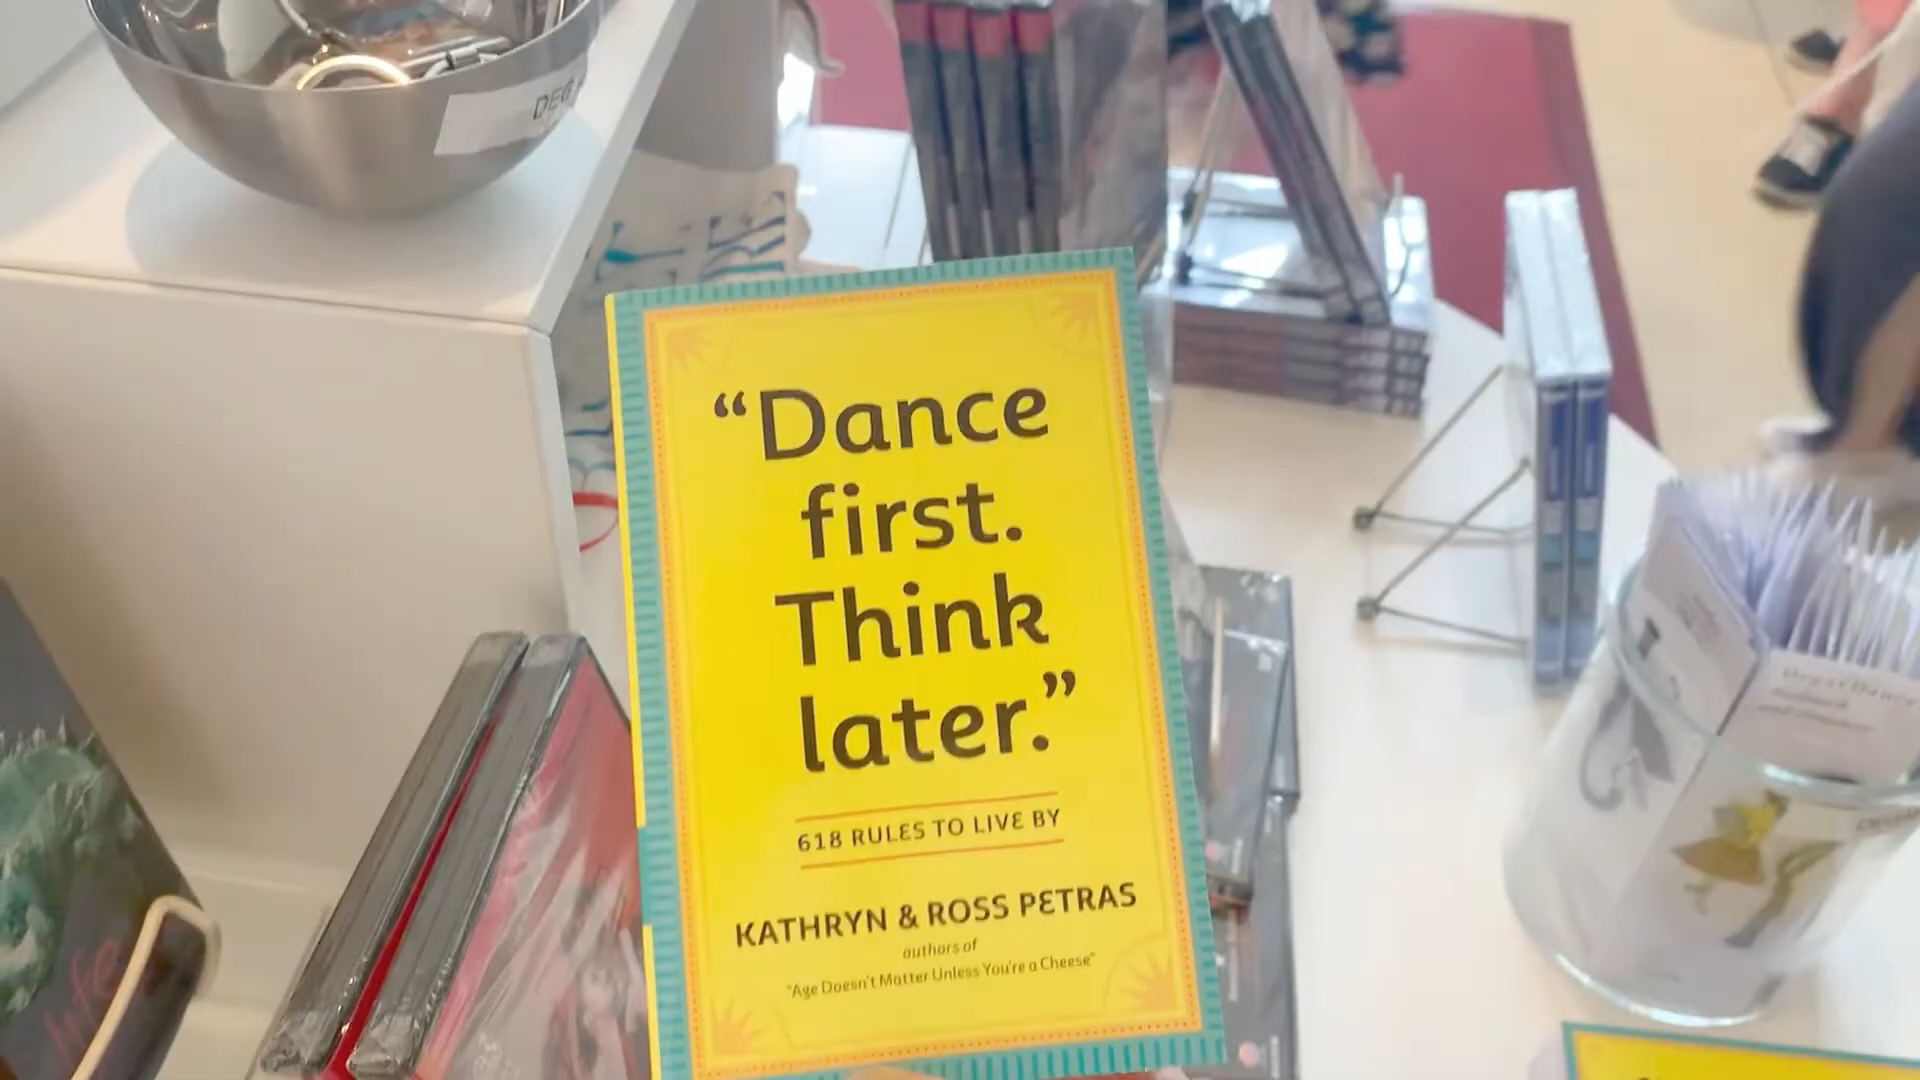 “Dance
first.
Think
later.”
618 RULES TO LIVE BY
KATHRYN & ROSS PETRAS
authors of
“Age Doesn't Matter Unless You're a Cheese”
life